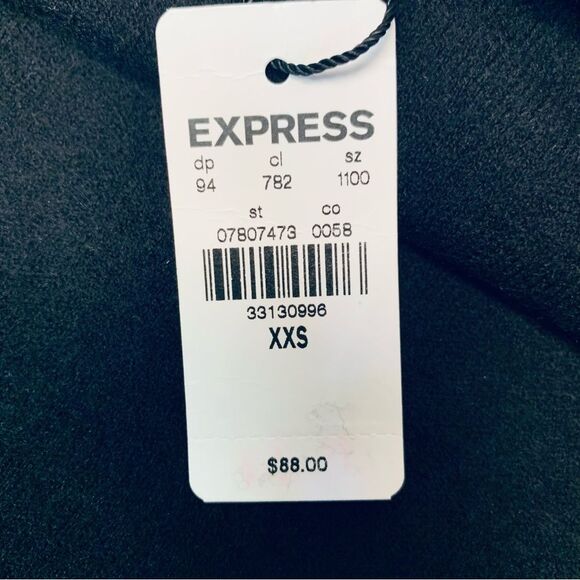 EXPRESS
dp cl sz
94 782 1100
st co
07807473 0058
33130996
XXS
$88.00